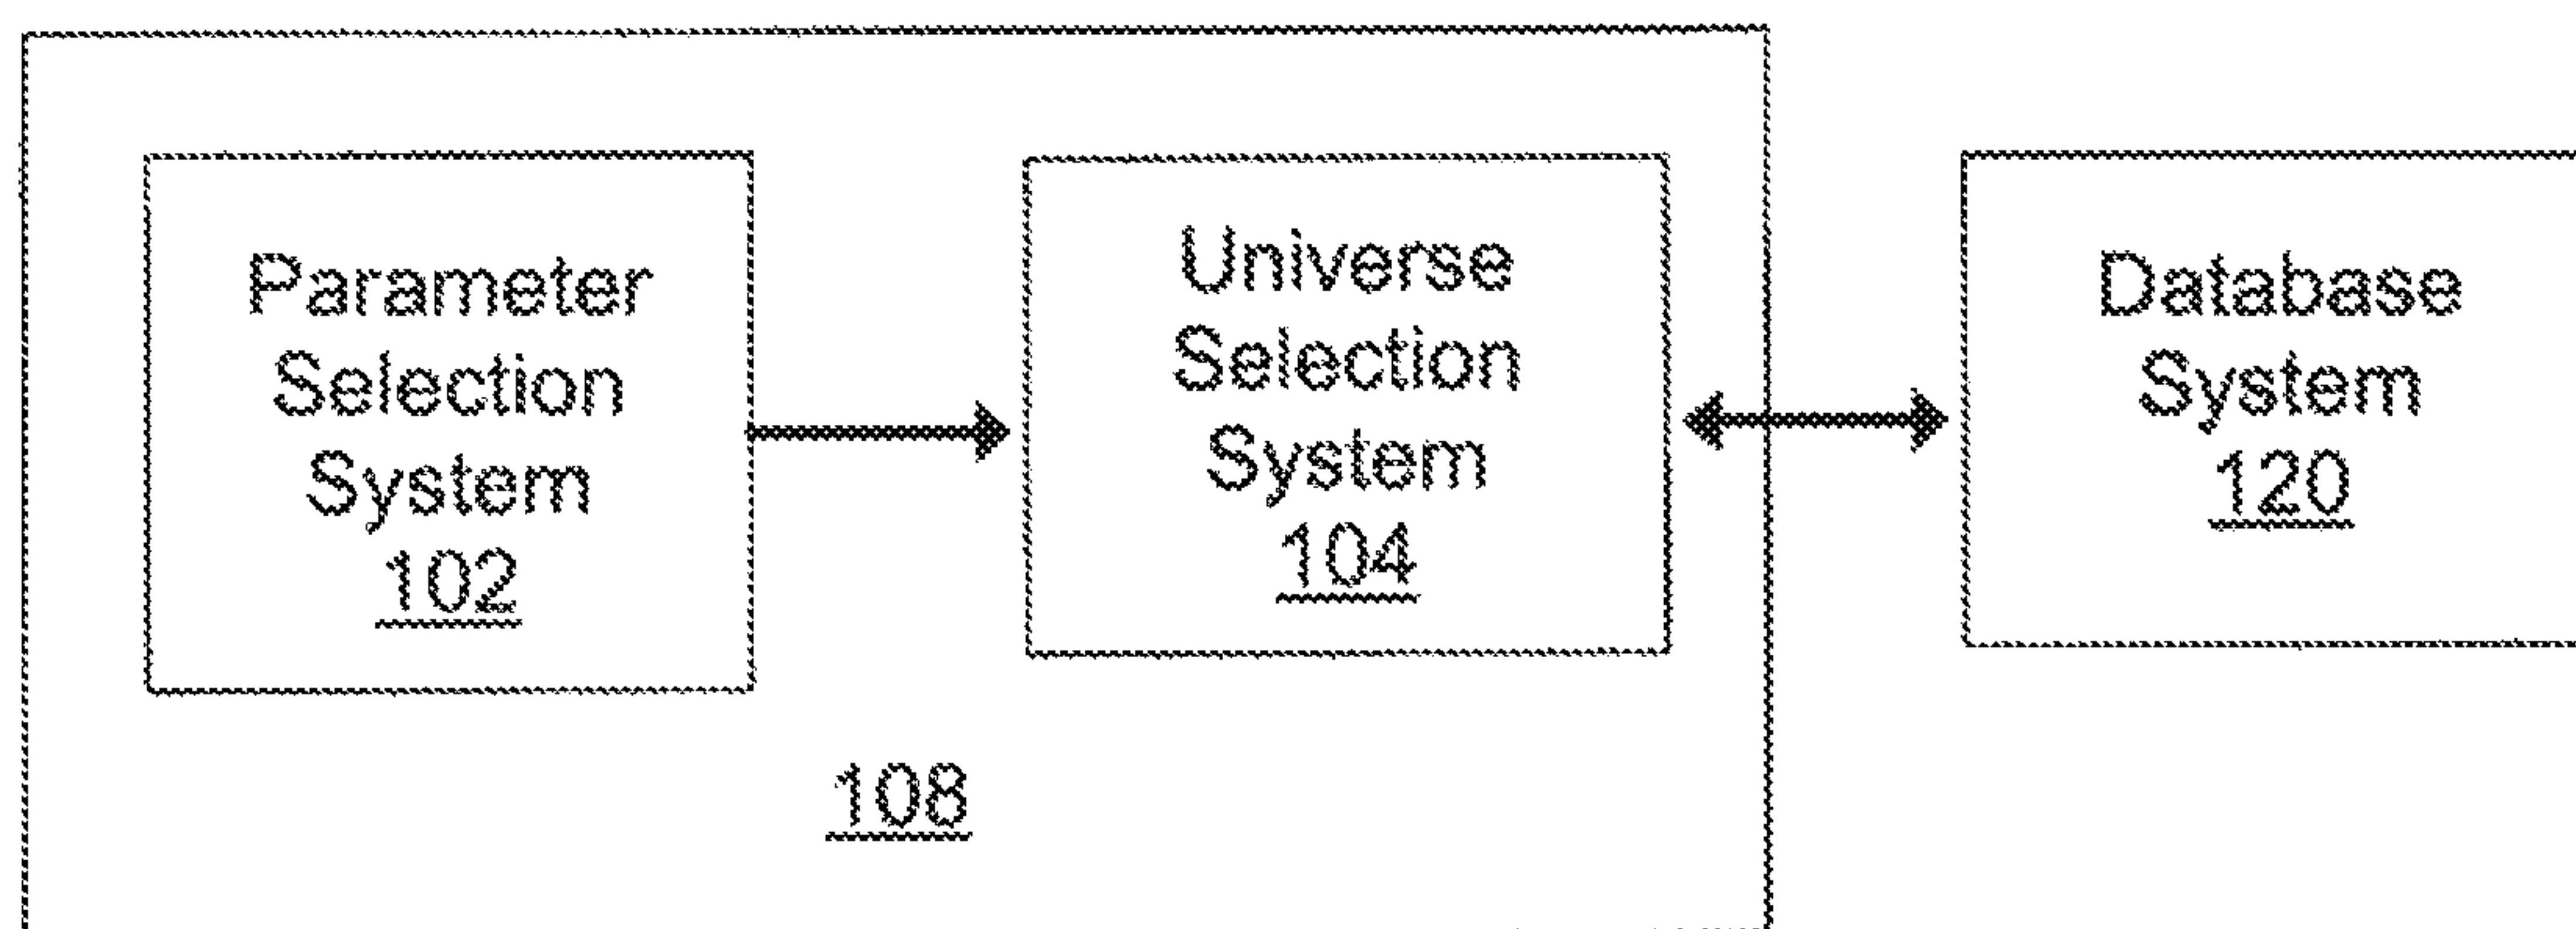 Parameter
Selection
System
102
Universe
Selection
System
104
Database
System
120
108